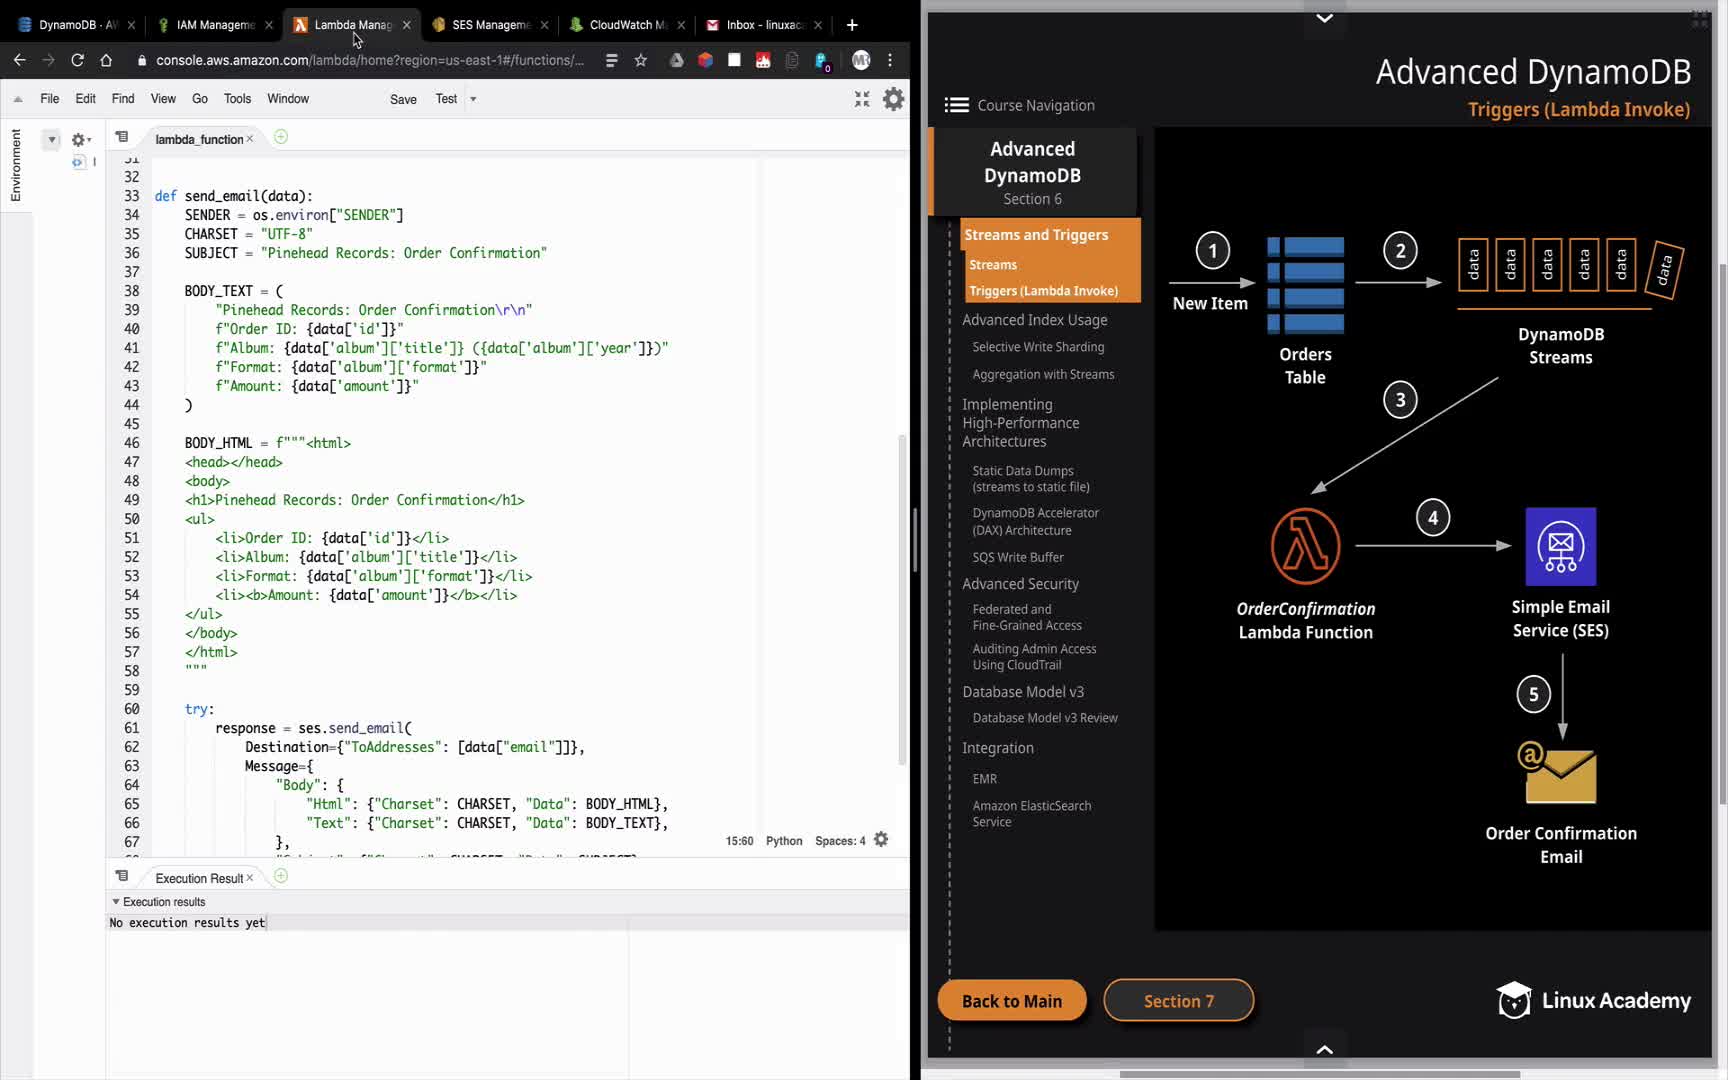 DynamoDB · AW
IAM Manageme
Lambda Manag
SES Manageme
CloudWatch M
Inbox - linuxac
console.aws.amazon.com/lambda/home?region=us-east-1#/functions/...
0
File Edit Find View Go Tools Window Save Test
Environment
lambda_function
31
32
33 def send_email(data):
34 SENDER = os.environ["SENDER"]
35 CHARSET = "UTF-8"
36 SUBJECT = "Pinehead Records: Order Confirmation"
37
38 BODY_TEXT = (
39 "Pinehead Records: Order Confirmation\r\n"
40 f"Order ID: {data['id']}"
41 f"Album: {data['album']['title']} ({data['album']['year']})"
42 f"Format: {data['album']['format']}"
43 f"Amount: {data['amount']}"
44 )
45
46 BODY_HTML = f"""<html>
47 <head></head>
48 <body>
49 <h1>Pinehead Records: Order Confirmation</h1>
50 <ul>
51 <li>Order ID: {data['id']}</li>
52 <li>Album: {data['album']['title']}</li>
53 <li>Format: {data['album']['format']}</li>
54 <li><b>Amount: {data['amount']}</b></li>
55 </ul>
56 </body>
57 </html>
58 """
59
60 try:
61 response = ses.send_email(
62 Destination={"ToAddresses": [data["email"]]},
63 Message={
64 "Body": {
65 "Html": {"Charset": CHARSET, "Data": BODY_HTML},
66 "Text": {"Charset": CHARSET, "Data": BODY_TEXT},
67 },
15:60 Python Spaces: 4
Execution Result
Execution results
No execution results yet
Advanced DynamoDB
Triggers (Lambda Invoke)
Course Navigation
Advanced
DynamoDB
Section 6
Streams and Triggers
Streams
Triggers (Lambda Invoke)
Advanced Index Usage
Selective Write Sharding
Aggregation with Streams
Implementing
High-Performance
Architectures
Static Data Dumps
(streams to static file)
DynamoDB Accelerator
(DAX) Architecture
SQS Write Buffer
Advanced Security
Federated and
Fine-Grained Access
Auditing Admin Access
Using CloudTrail
Database Model v3
Database Model v3 Review
Integration
EMR
Amazon ElasticSearch
Service
1
New Item
Orders
Table
2
data data data data data data
DynamoDB
Streams
3
OrderConfirmation
Lambda Function
4
Simple Email
Service (SES)
5
@
Order Confirmation
Email
Back to Main
Section 7
Linux Academy